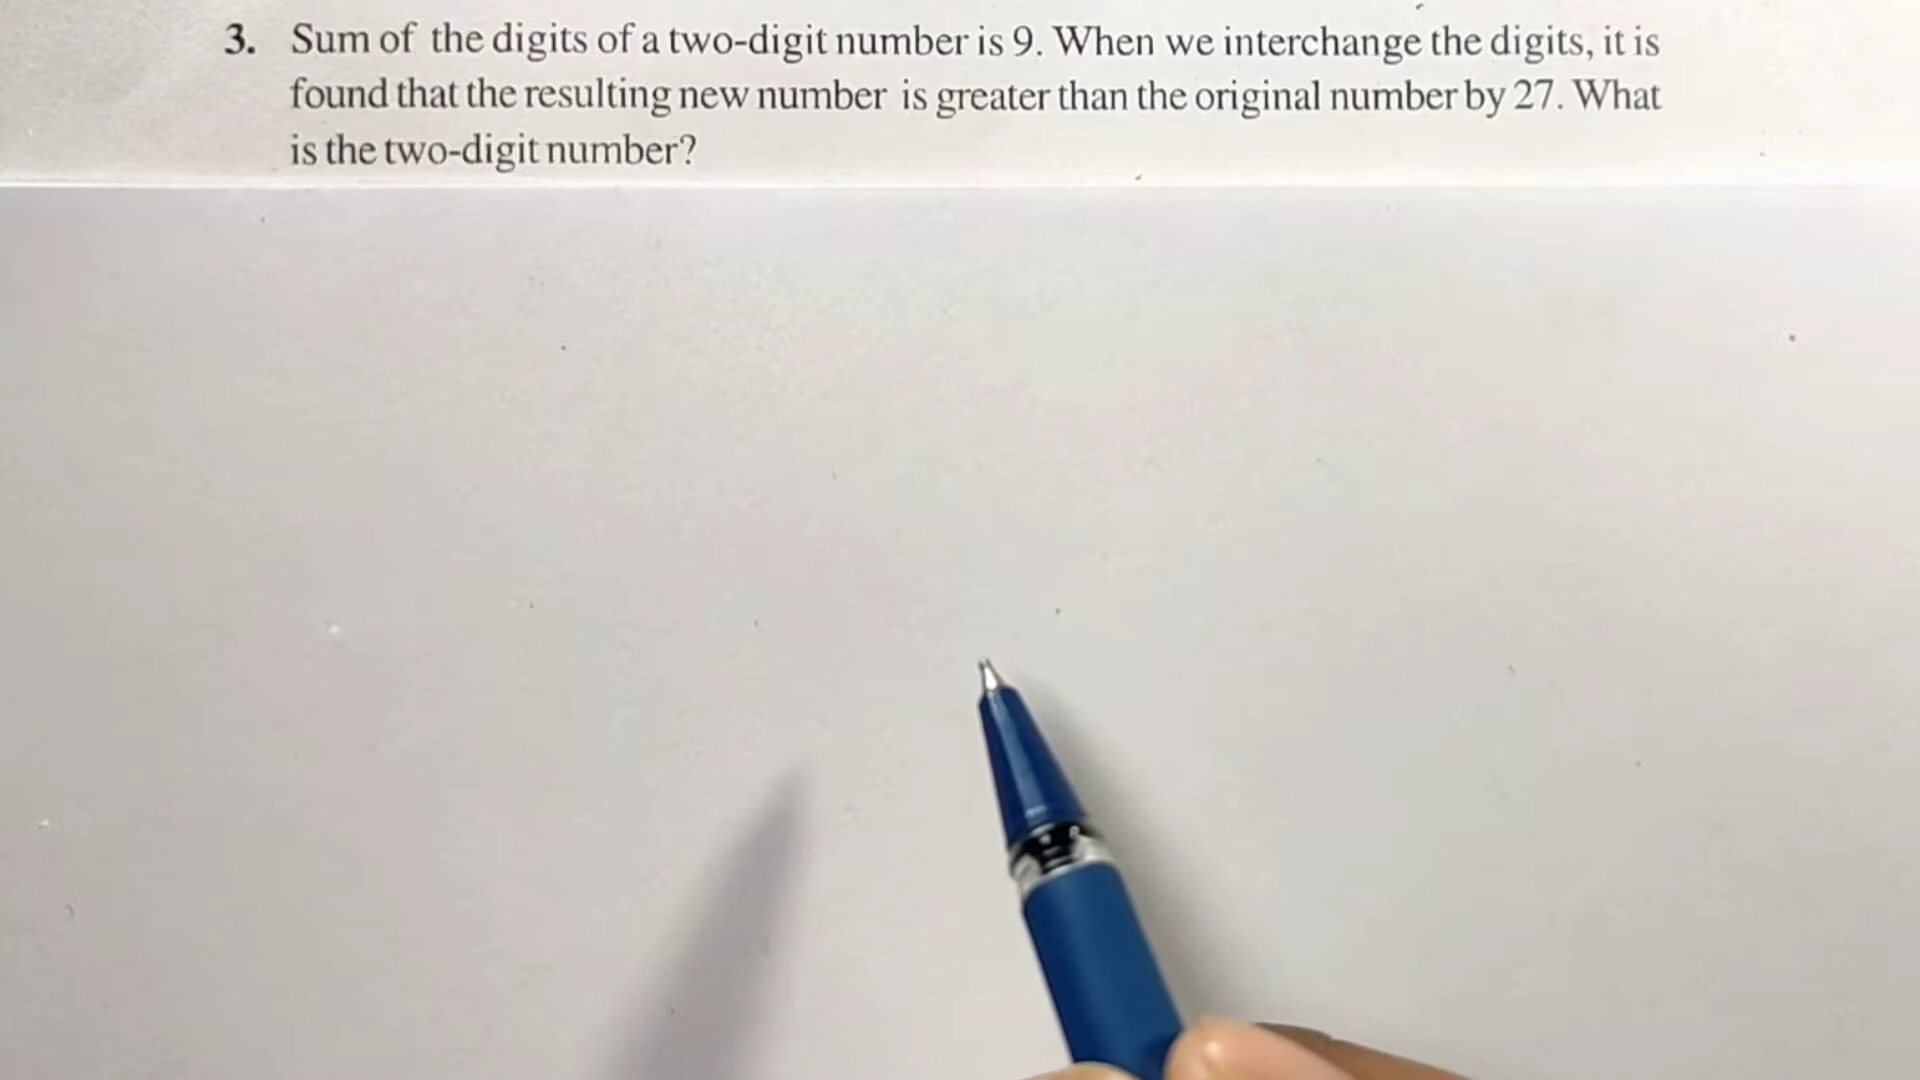 3. Sum of the digits of a two-digit number is 9. When we interchange the digits, it is
found that the resulting new number is greater than the original number by 27. What
is the two-digit number?